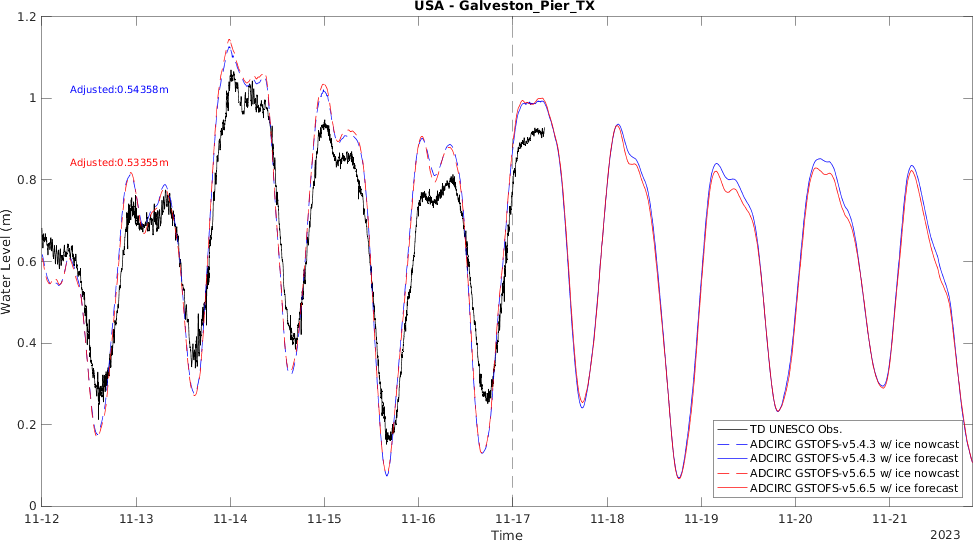 USA - Galveston_Pier_TX
1.2
1
0.8
0.6
0.4
0.2
0
Water Level (m)
Adjusted:0.54358m
Adjusted:0.53355m
TD UNESCO Obs.
ADCIRC GSTOFS-v5.4.3 w/ ice nowcast
ADCIRC GSTOFS-v5.4.3 w/ ice forecast
ADCIRC GSTOFS-v5.6.5 w/ ice nowcast
ADCIRC GSTOFS-v5.6.5 w/ ice forecast
11-12 11-13 11-14 11-15 11-16 11-17 11-18 11-19 11-20 11-21
Time
2023